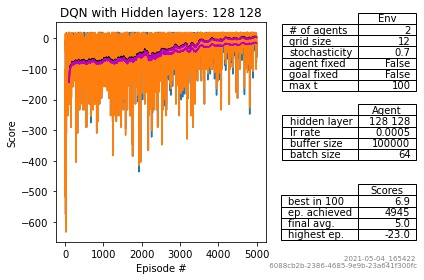 DQN with Hidden layers: 128 128
Score
0
−100
−200
−300
−400
−500
−600
0 1000 2000 3000 4000 5000
Episode #
Env
# of agents 2
grid size 12
stochasticity 0.7
agent fixed False
goal fixed False
max t 100
Agent
hidden layer 128 128
lr rate 0.0005
buffer size 100000
batch size 64
Scores
best in 100 6.9
ep. achieved 4945
final avg. 5.0
highest ep. -23.0
2021-05-04_165422
6088cb2b-2386-4685-9e9b-23a641f300fc